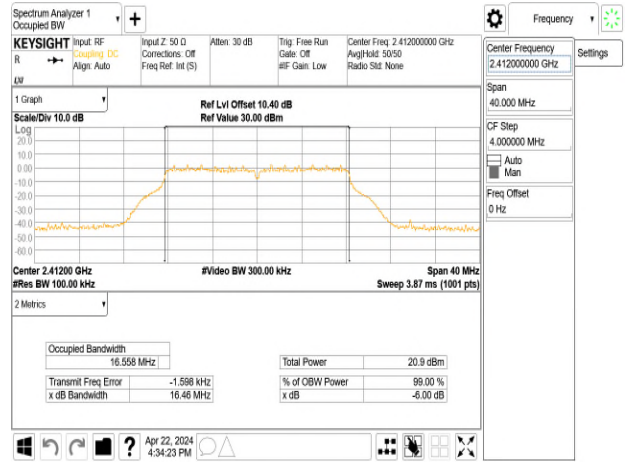 Spectrum Analyzer 1
Occupied BW
Frequency
KEYSIGHT
R
Input: RF
Coupling: DC
Align: Auto
Input Z: 50 Ω
Corrections: Off
Freq Ref: Int (S)
Atten: 30 dB
Trig: Free Run
Gate: Off
#IF Gain: Low
Center Freq: 2.412000000 GHz
Avg|Hold: 50/50
Radio Std: None
Center Frequency
2.412000000 GHz
Settings
Span
40.000 MHz
CF Step
4.000000 MHz
Auto
Man
Freq Offset
0 Hz
1 Graph
Scale/Div 10.0 dB
Ref Lvl Offset 10.40 dB
Ref Value 30.00 dBm
Log
20.0
10.0
0.00
-10.0
-20.0
-30.0
-40.0
-50.0
-60.0
Center 2.41200 GHz
#Video BW 300.00 kHz
Span 40 MHz
#Res BW 100.00 kHz
Sweep 3.87 ms (1001 pts)
2 Metrics
Occupied Bandwidth
16.558 MHz
Total Power 20.9 dBm
Transmit Freq Error -1.598 kHz
% of OBW Power 99.00 %
x dB Bandwidth 16.46 MHz
x dB -6.00 dB
?
Apr 22, 2024
4:34:23 PM